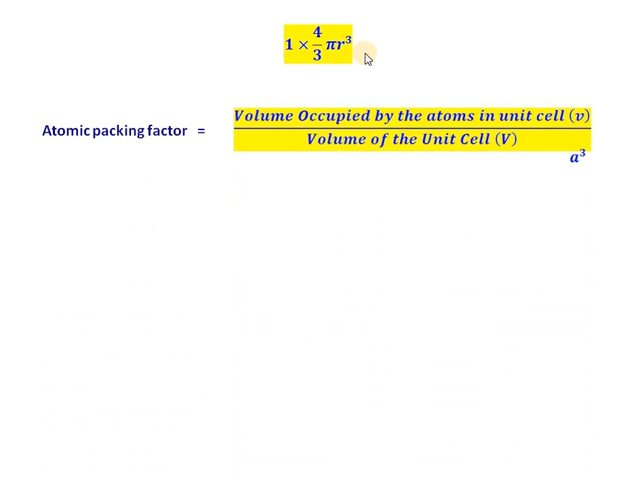 1 × 4/3 πr³
Atomic packing factor = Volume Occupied by the atoms in unit cell (v) / Volume of the Unit Cell (V)
a³